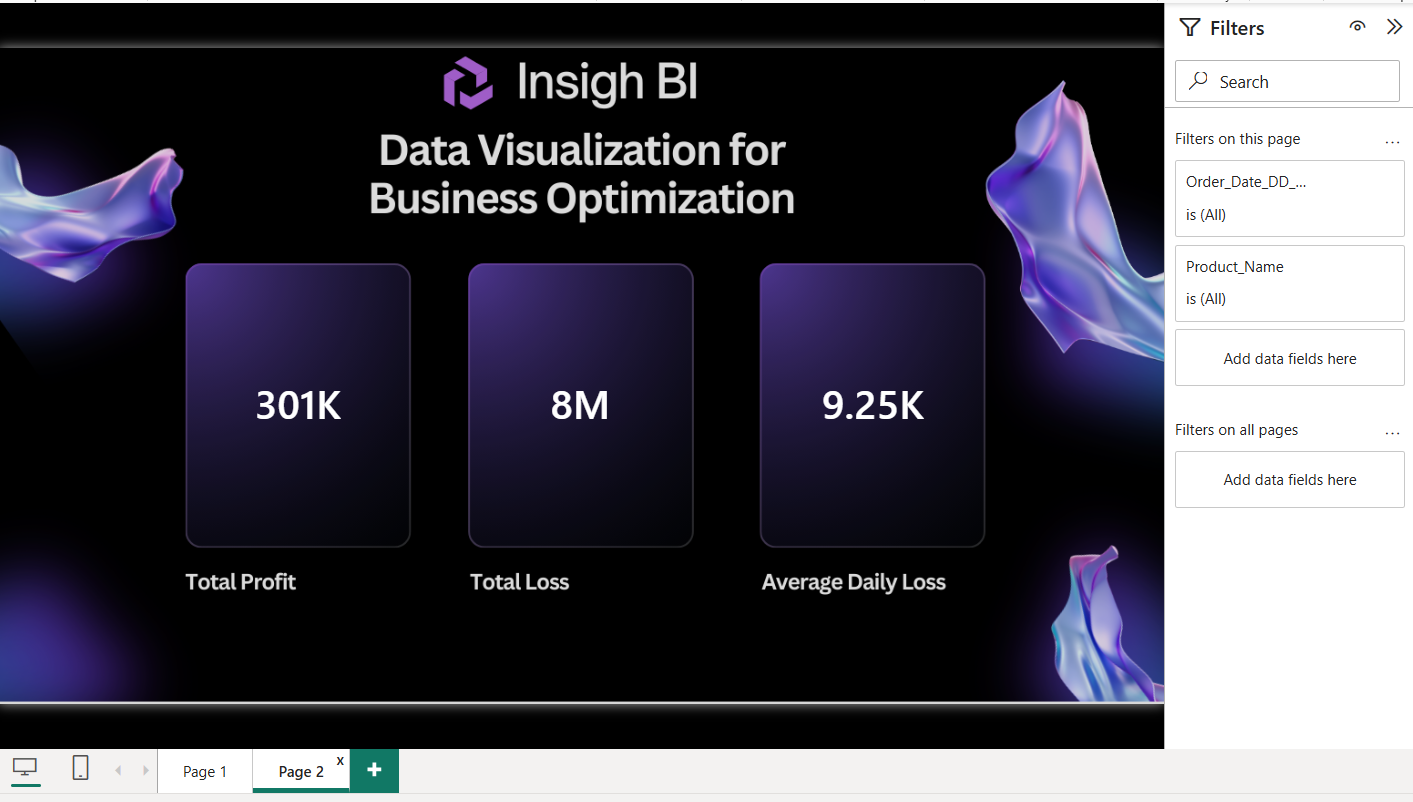 Insigh BI
Data Visualization for
Business Optimization
301K
8M
9.25K
Total Profit
Total Loss
Average Daily Loss
Filters
Search
Filters on this page
...
Order_Date_DD_...
is (All)
Product_Name
is (All)
Add data fields here
Filters on all pages
...
Add data fields here
Page 1
Page 2
x
+